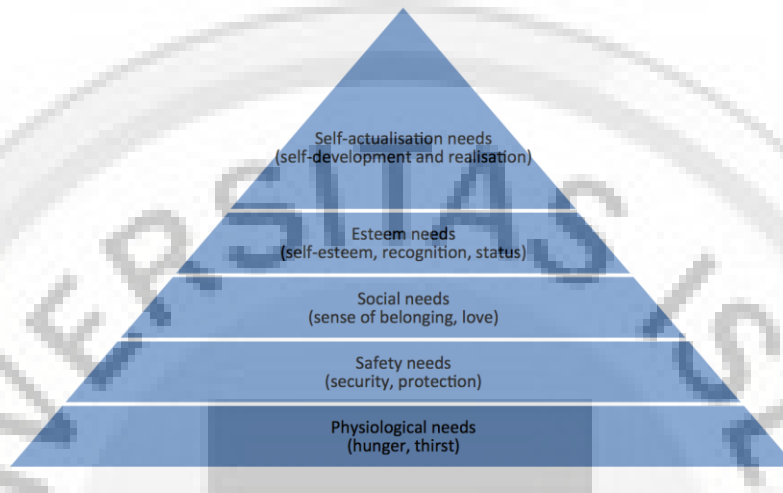 Self-actualisation needs
(self-development and realisation)
Esteem needs
(self-esteem, recognition, status)
Social needs
(sense of belonging, love)
Safety needs
(security, protection)
Physiological needs
(hunger, thirst)